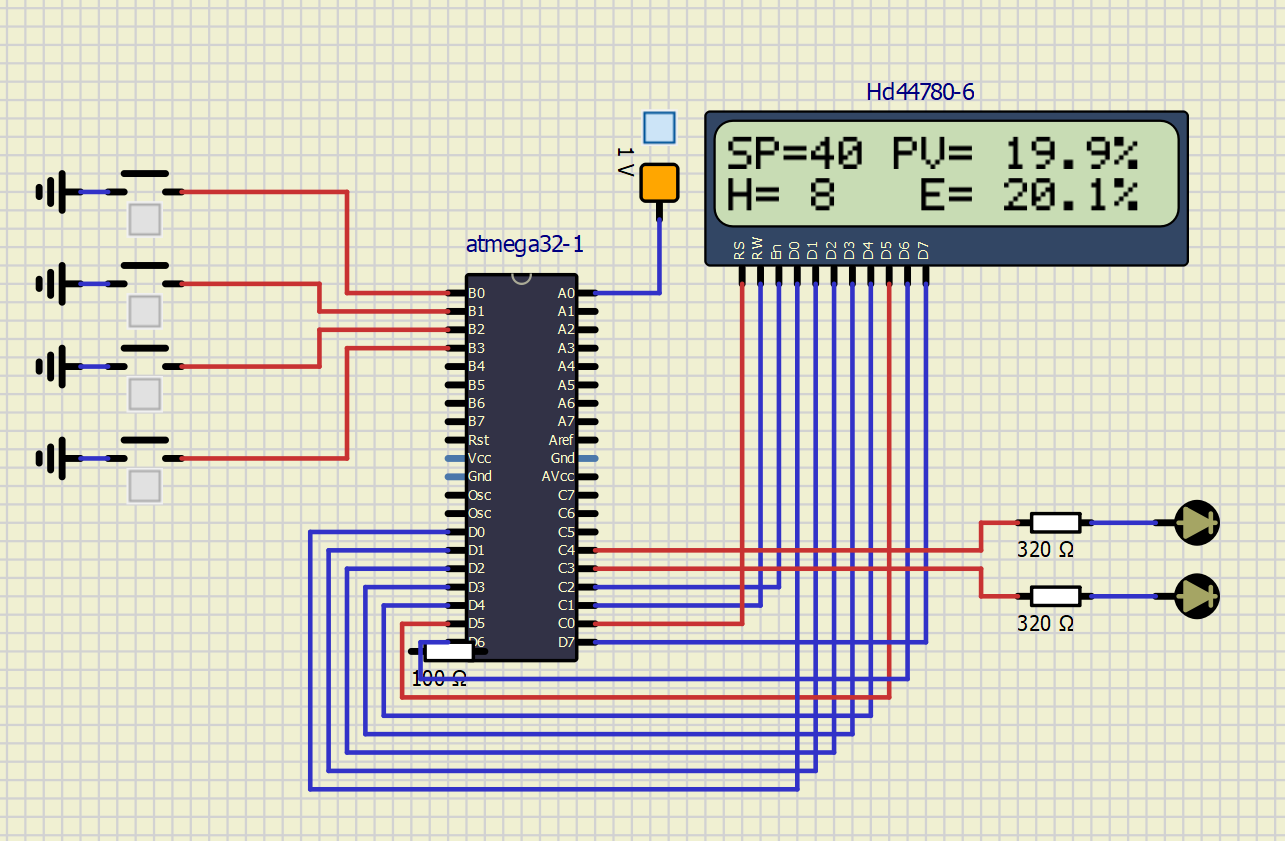 Hd44780-6
SP=40 PV= 19.9%
H= 8 E= 20.1%
RS RW En D0 D1 D2 D3 D4 D5 D6 D7
1 V
atmega32-1
B0 A0
B1 A1
B2 A2
B3 A3
B4 A4
B5 A5
B6 A6
B7 A7
Rst Aref
Vcc Gnd
Gnd AVcc
Osc C7
Osc C6
D0 C5
D1 C4
D2 C3
D3 C2
D4 C1
D5 C0
D6 D7
320 Ω
320 Ω
100 Ω